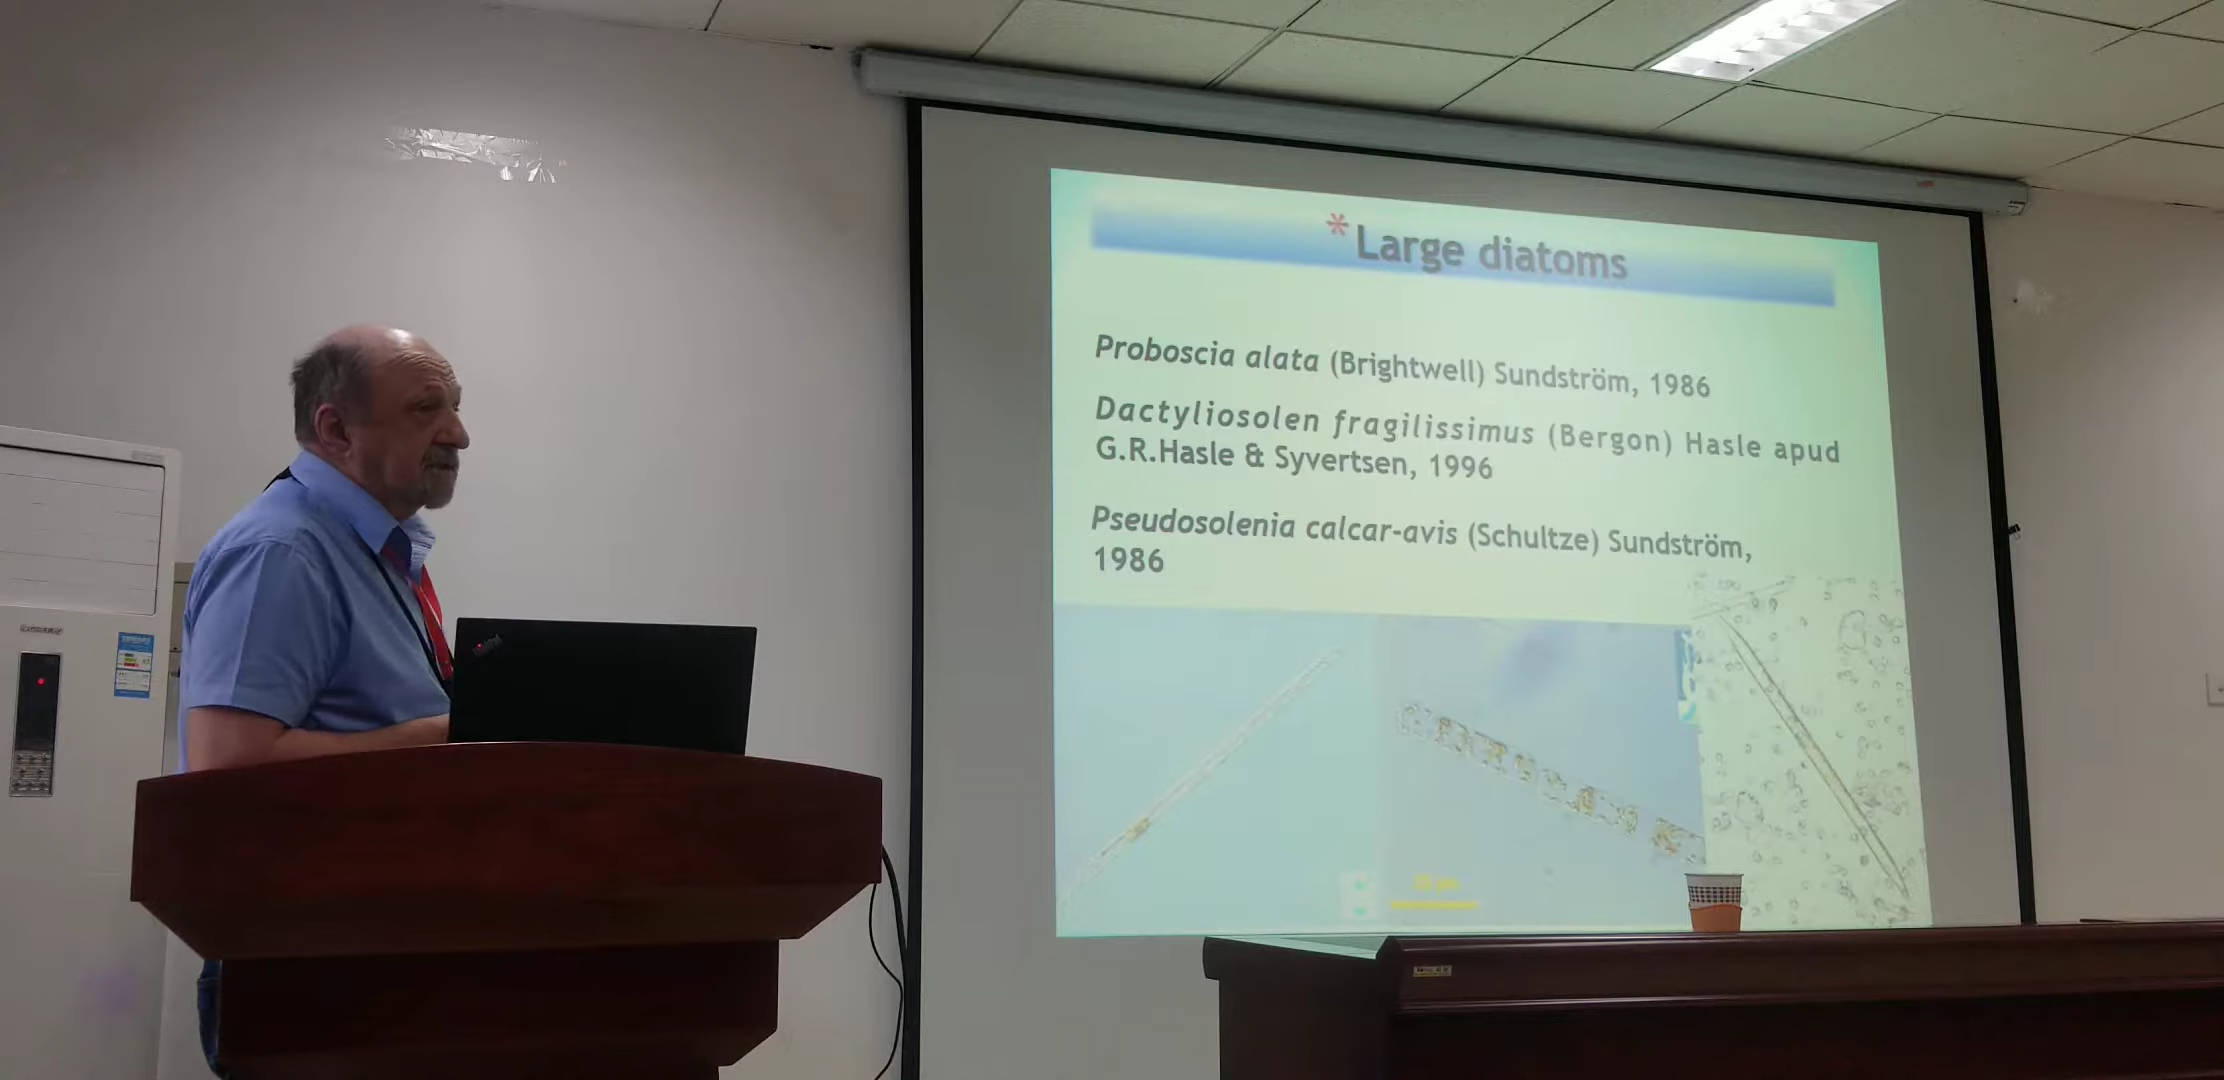 * Large diatoms
Proboscia alata (Brightwell) Sundström, 1986
Dactyliosolen fragilissimus (Bergon) Hasle apud
G.R.Hasle & Syvertsen, 1996
Pseudosolenia calcar-avis (Schultze) Sundström,
1986